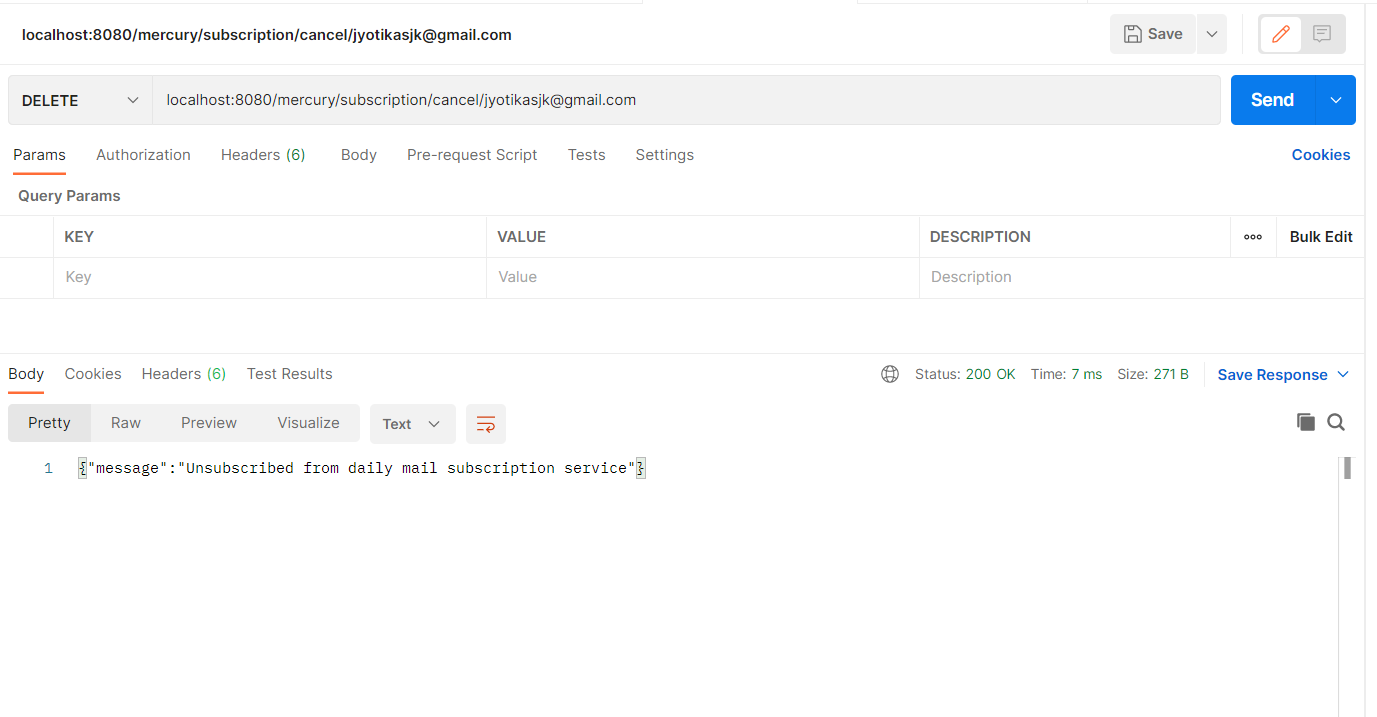 localhost:8080/mercury/subscription/cancel/jyotikasjk@gmail.com Save
DELETE localhost:8080/mercury/subscription/cancel/jyotikasjk@gmail.com Send
Params Authorization Headers (6) Body Pre-request Script Tests Settings Cookies
Query Params
KEY VALUE DESCRIPTION ooo Bulk Edit
Key Value Description
Body Cookies Headers (6) Test Results Status: 200 OK Time: 7 ms Size: 271 B Save Response
Pretty Raw Preview Visualize Text
1 {"message":"Unsubscribed from daily mail subscription service"}